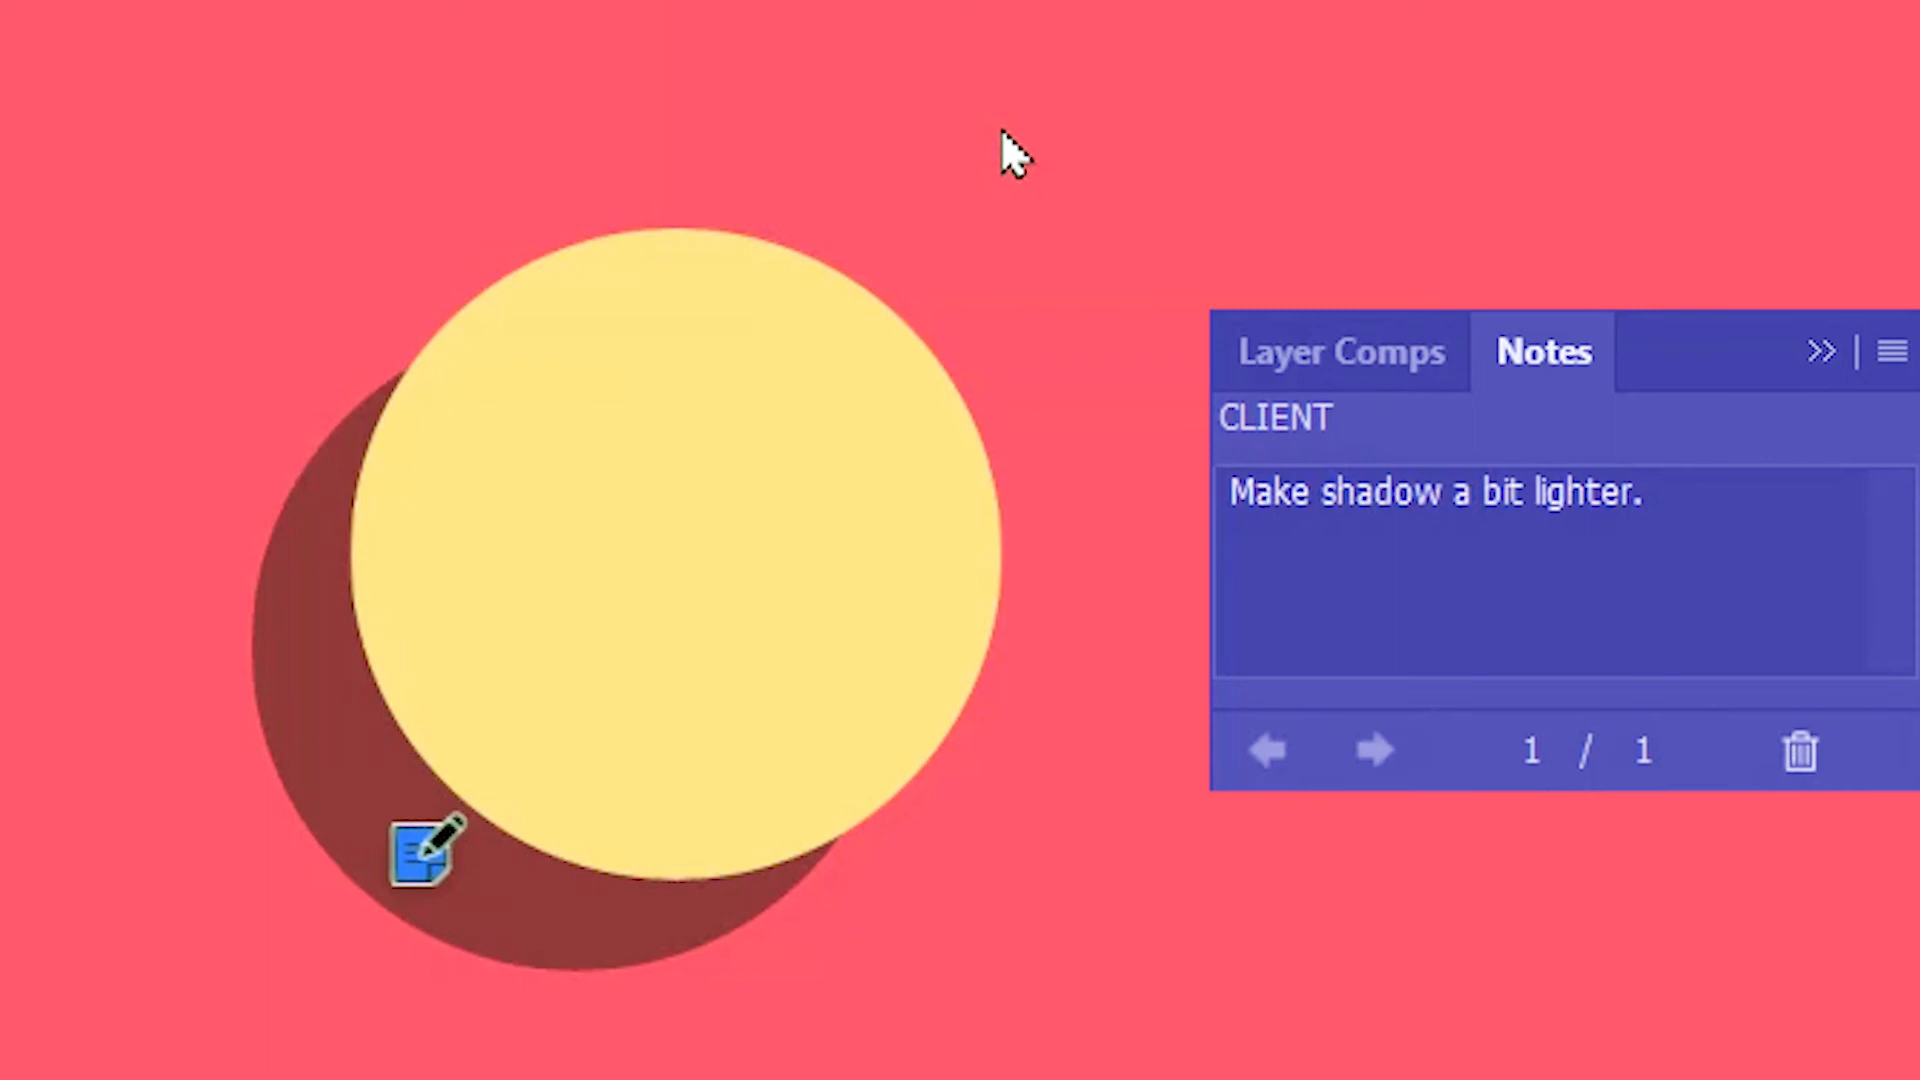 Layer Comps Notes
CLIENT
Make shadow a bit lighter.
1 / 1